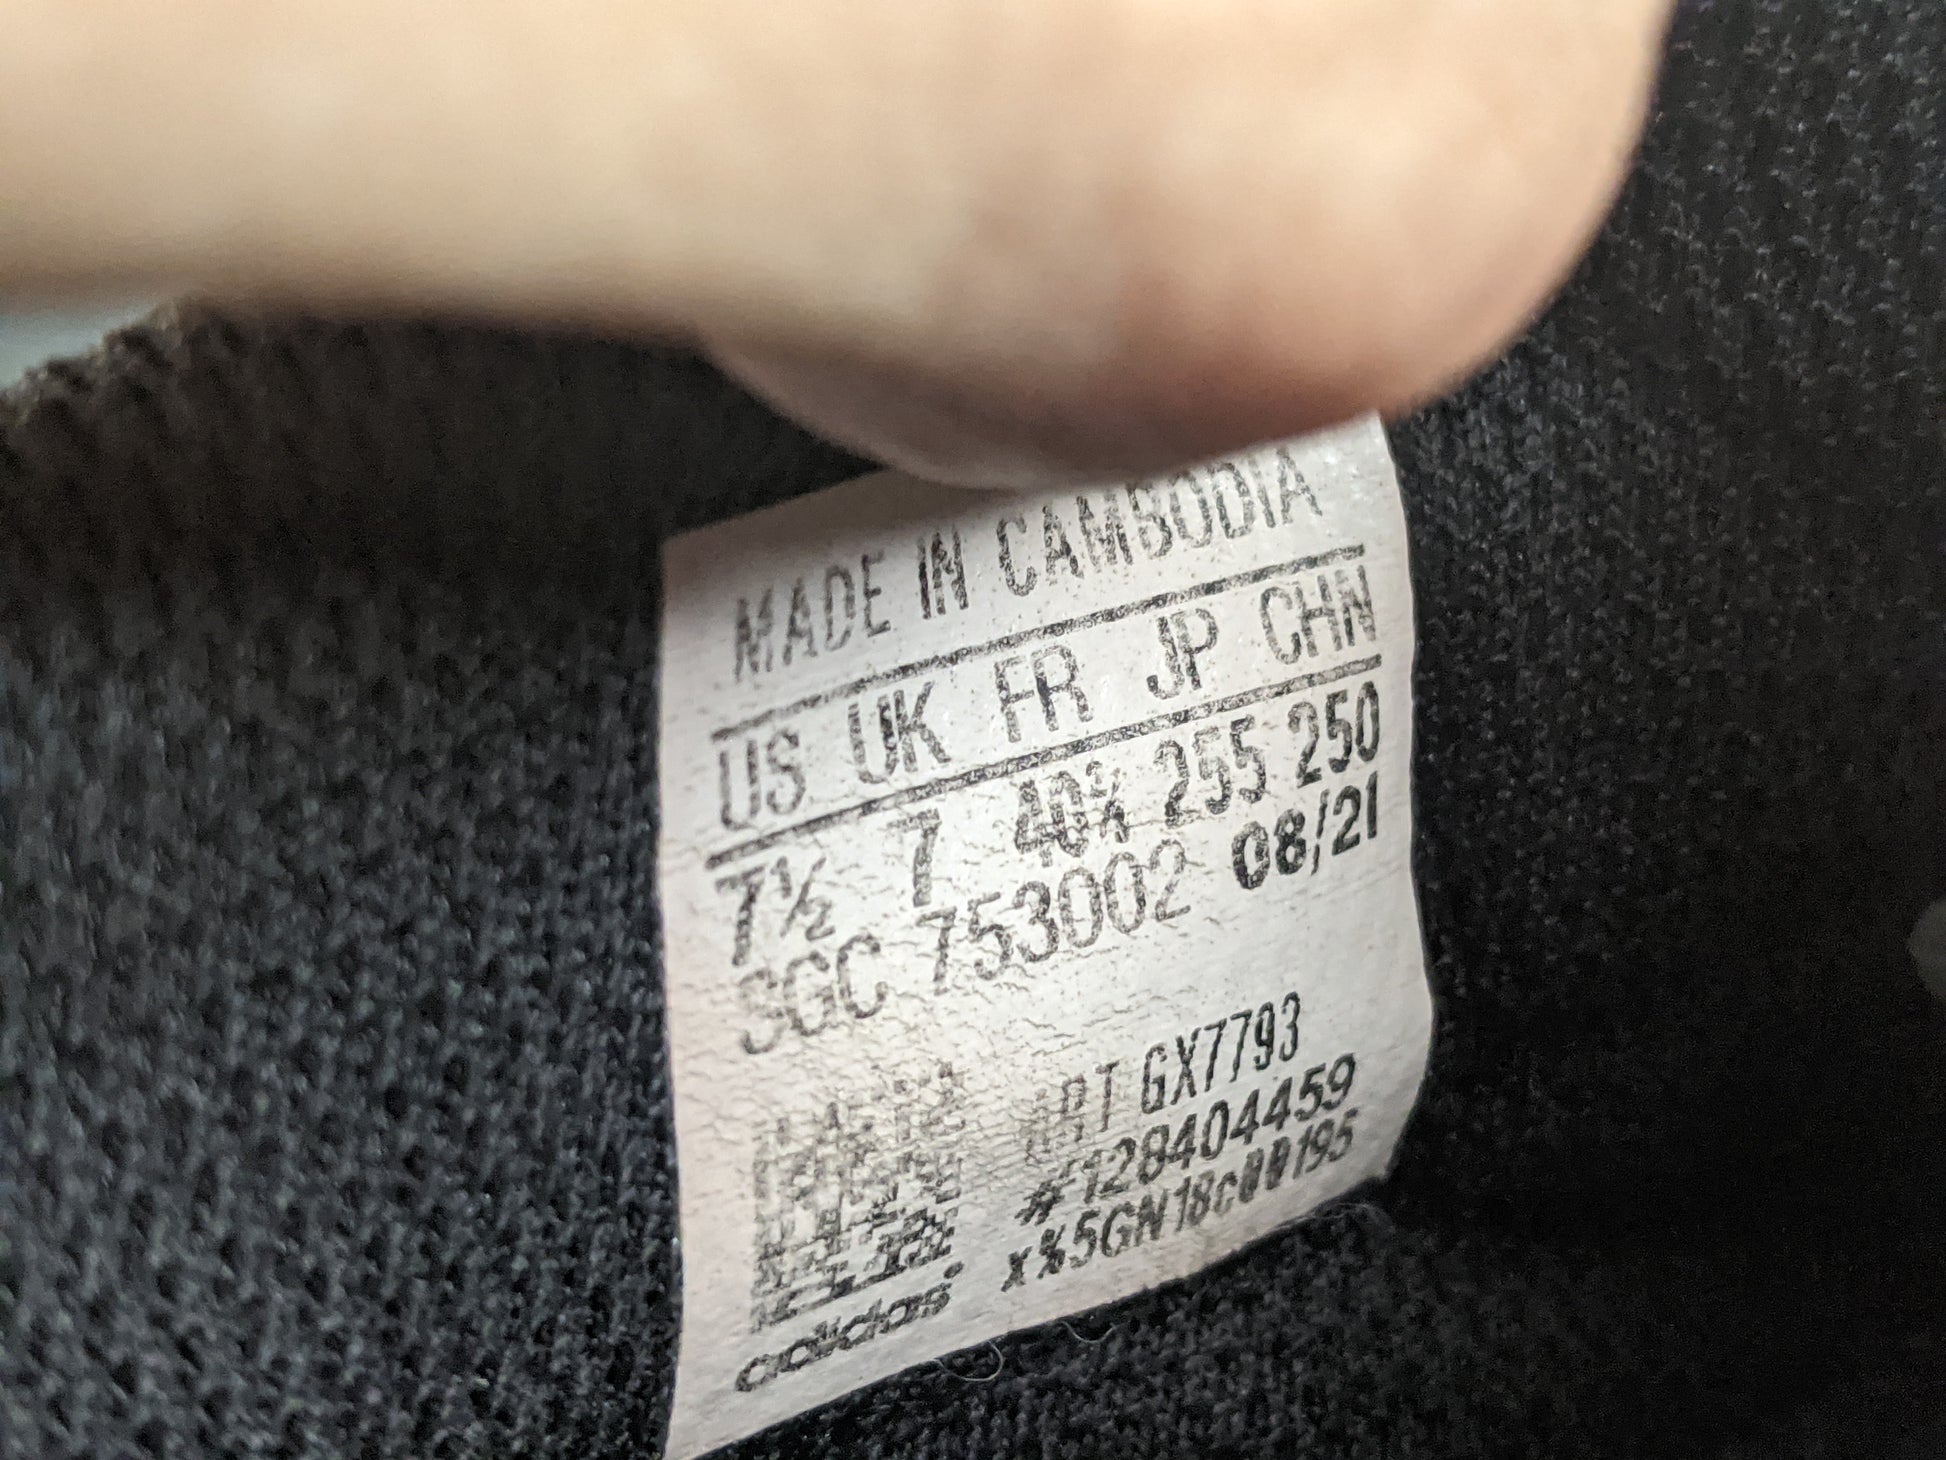 MADE IN CAMBODIA
US UK FR JP CHN
7½ 7 40⅔ 255 250
SGC 753002 08/21
ART GX7793
#128404459
adidas